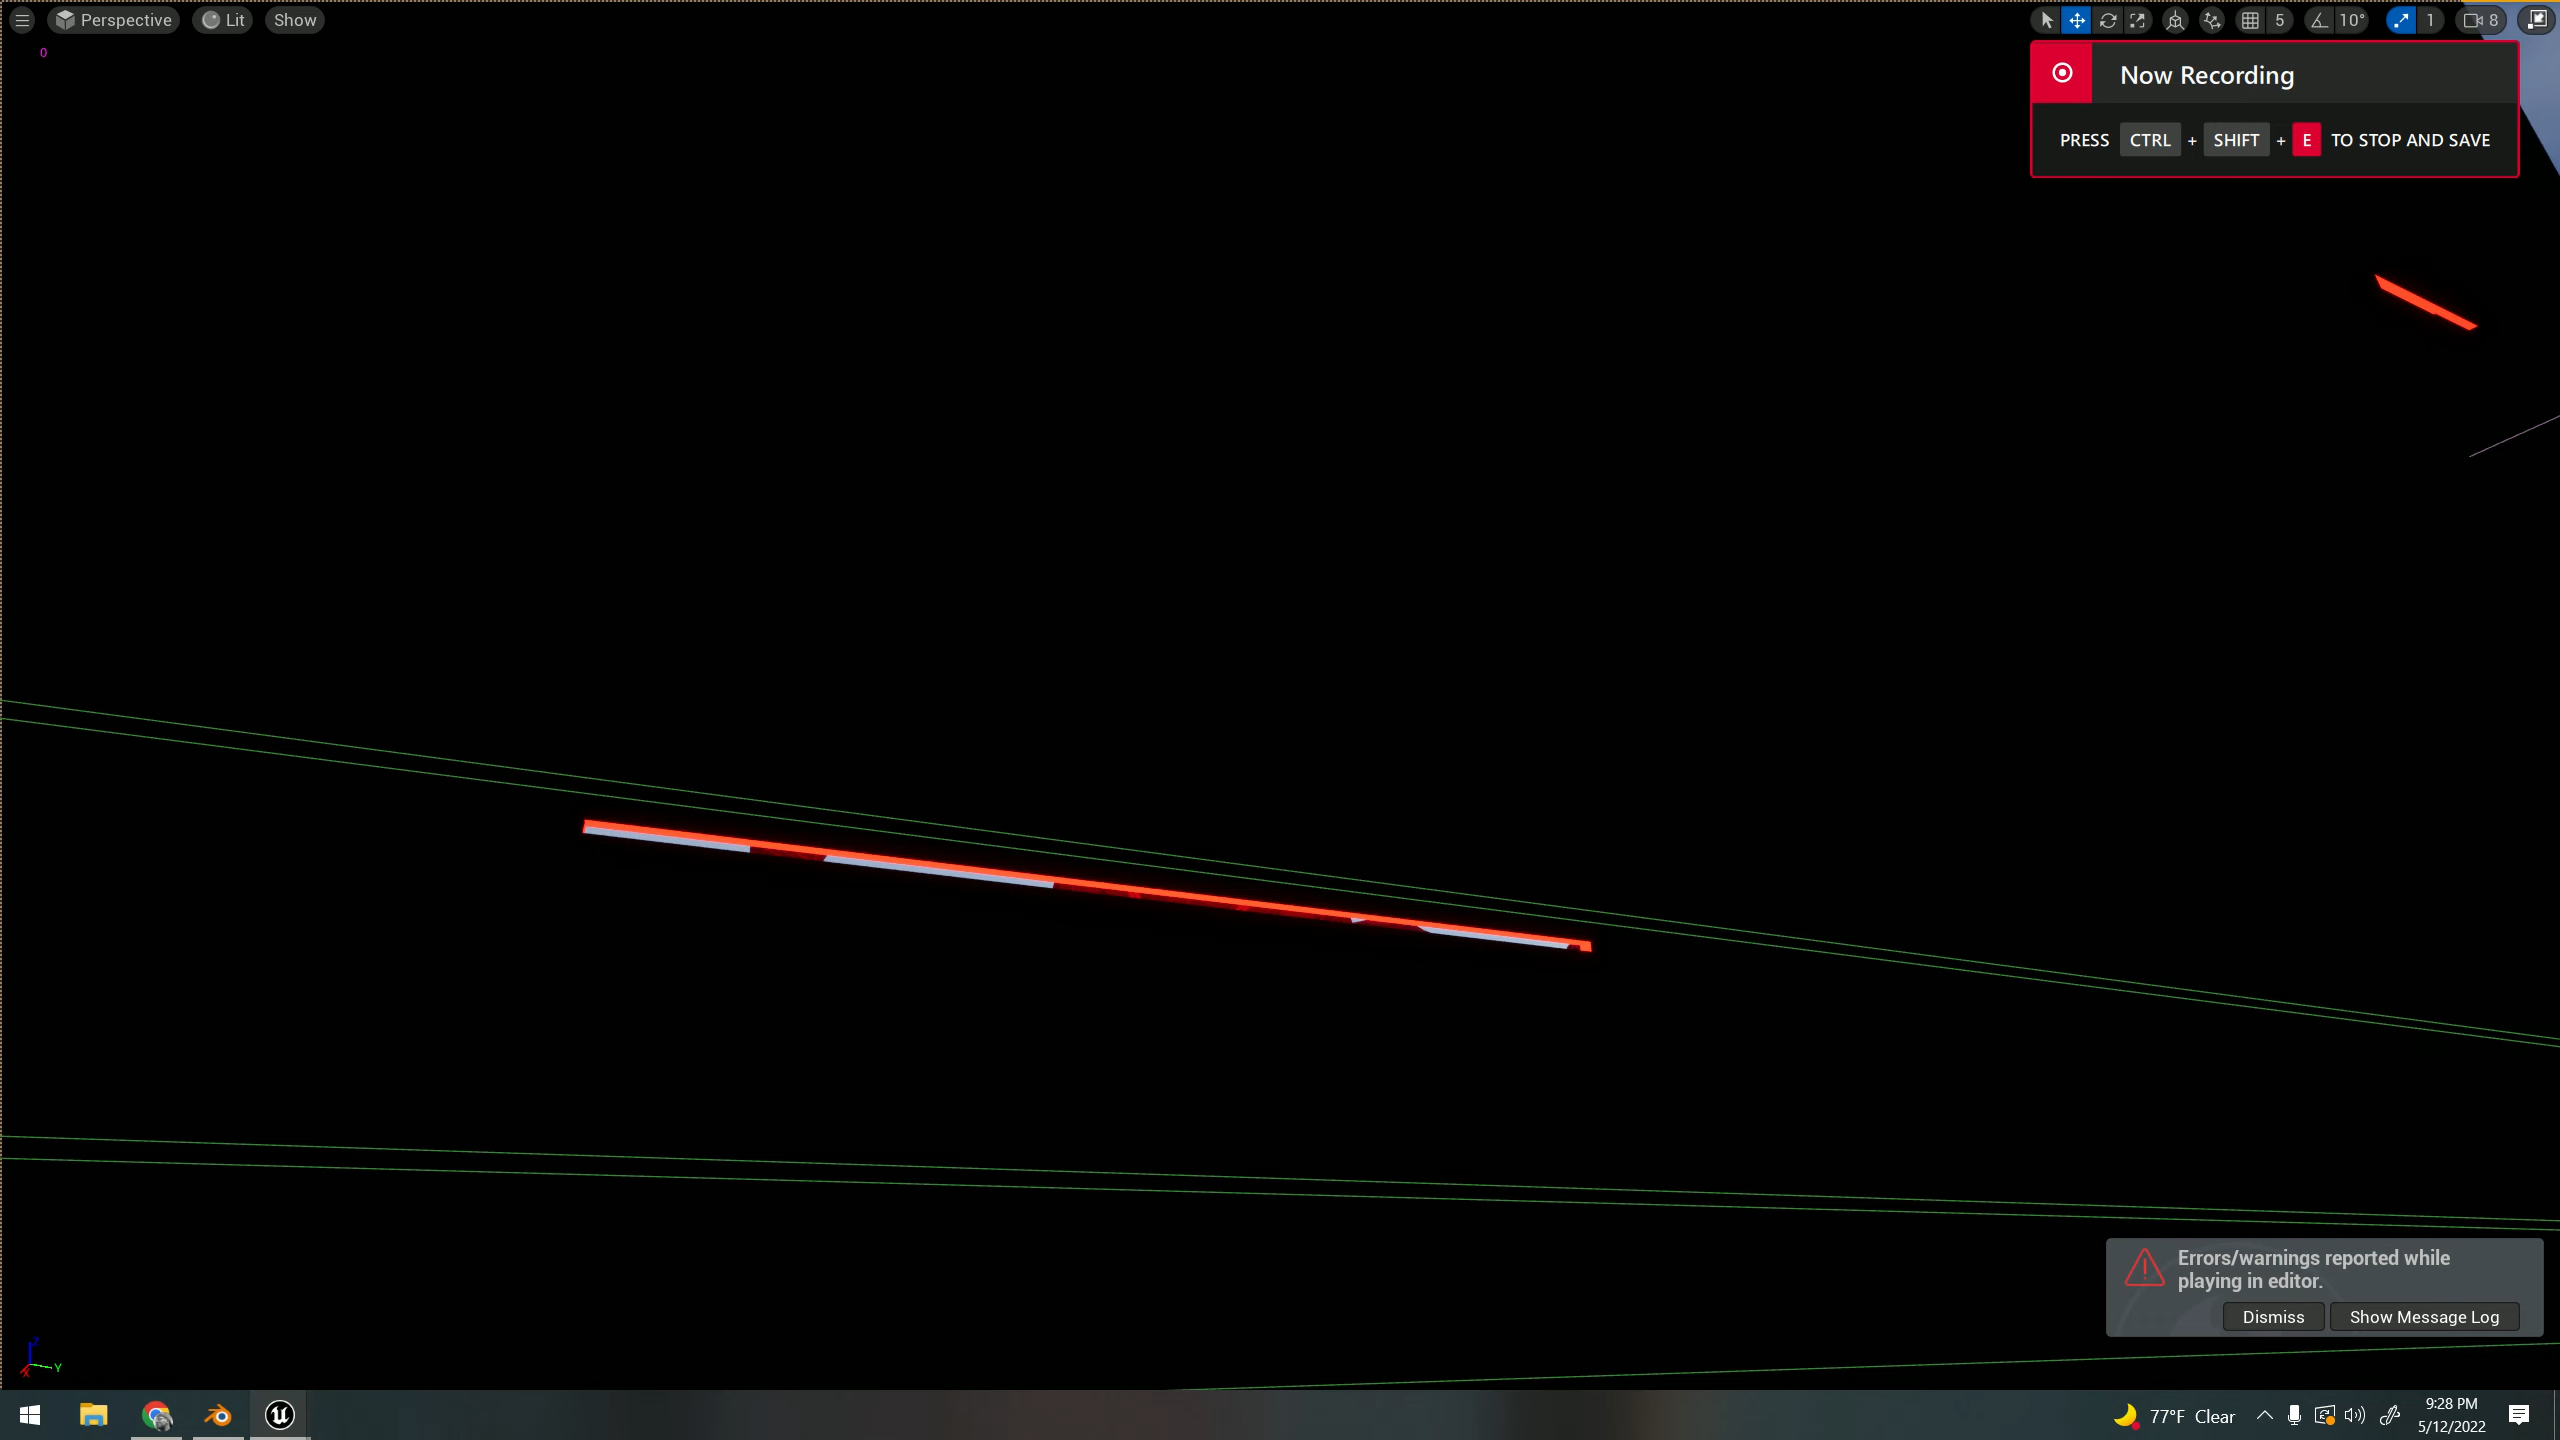 Perspective
Lit
Show
5
10°
1
8
0
Now Recording
PRESS CTRL + SHIFT + E TO STOP AND SAVE
Errors/warnings reported while
playing in editor.
Dismiss
Show Message Log
Z
Y
X
77°F Clear
9:28 PM
5/12/2022